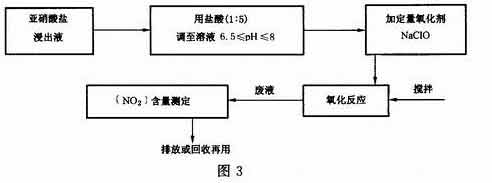 亚硝酸盐
浸出液
用盐酸(1:5)
调至溶液 6.5≤pH≤8
加定量氧化剂
NaClO
搅拌
氧化反应
废液
〔NO₂〕含量测定
排放或回收再用
图 3